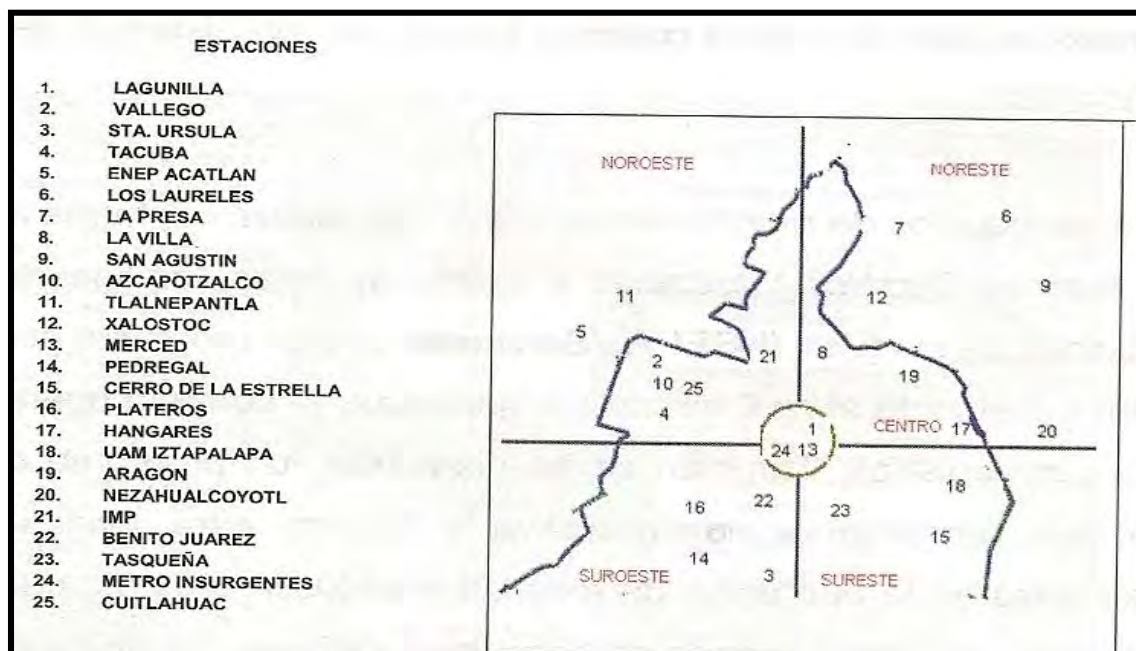 ESTACIONES
1. LAGUNILLA
2. VALLEGO
3. STA. URSULA
4. TACUBA
5. ENEP ACATLAN
6. LOS LAURELES
7. LA PRESA
8. LA VILLA
9. SAN AGUSTIN
10. AZCAPOTZALCO
11. TLALNEPANTLA
12. XALOSTOC
13. MERCED
14. PEDREGAL
15. CERRO DE LA ESTRELLA
16. PLATEROS
17. HANGARES
18. UAM IZTAPALAPA
19. ARAGON
20. NEZAHUALCOYOTL
21. IMP
22. BENITO JUAREZ
23. TASQUEÑA
24. METRO INSURGENTES
25. CUITLAHUAC
NOROESTE NORESTE
6
7
9
11 12
5
2 21 8
10 25 19
4
1 CENTRO 17 20
24 13
18
16 22 23
15
14
SUROESTE 3 SURESTE